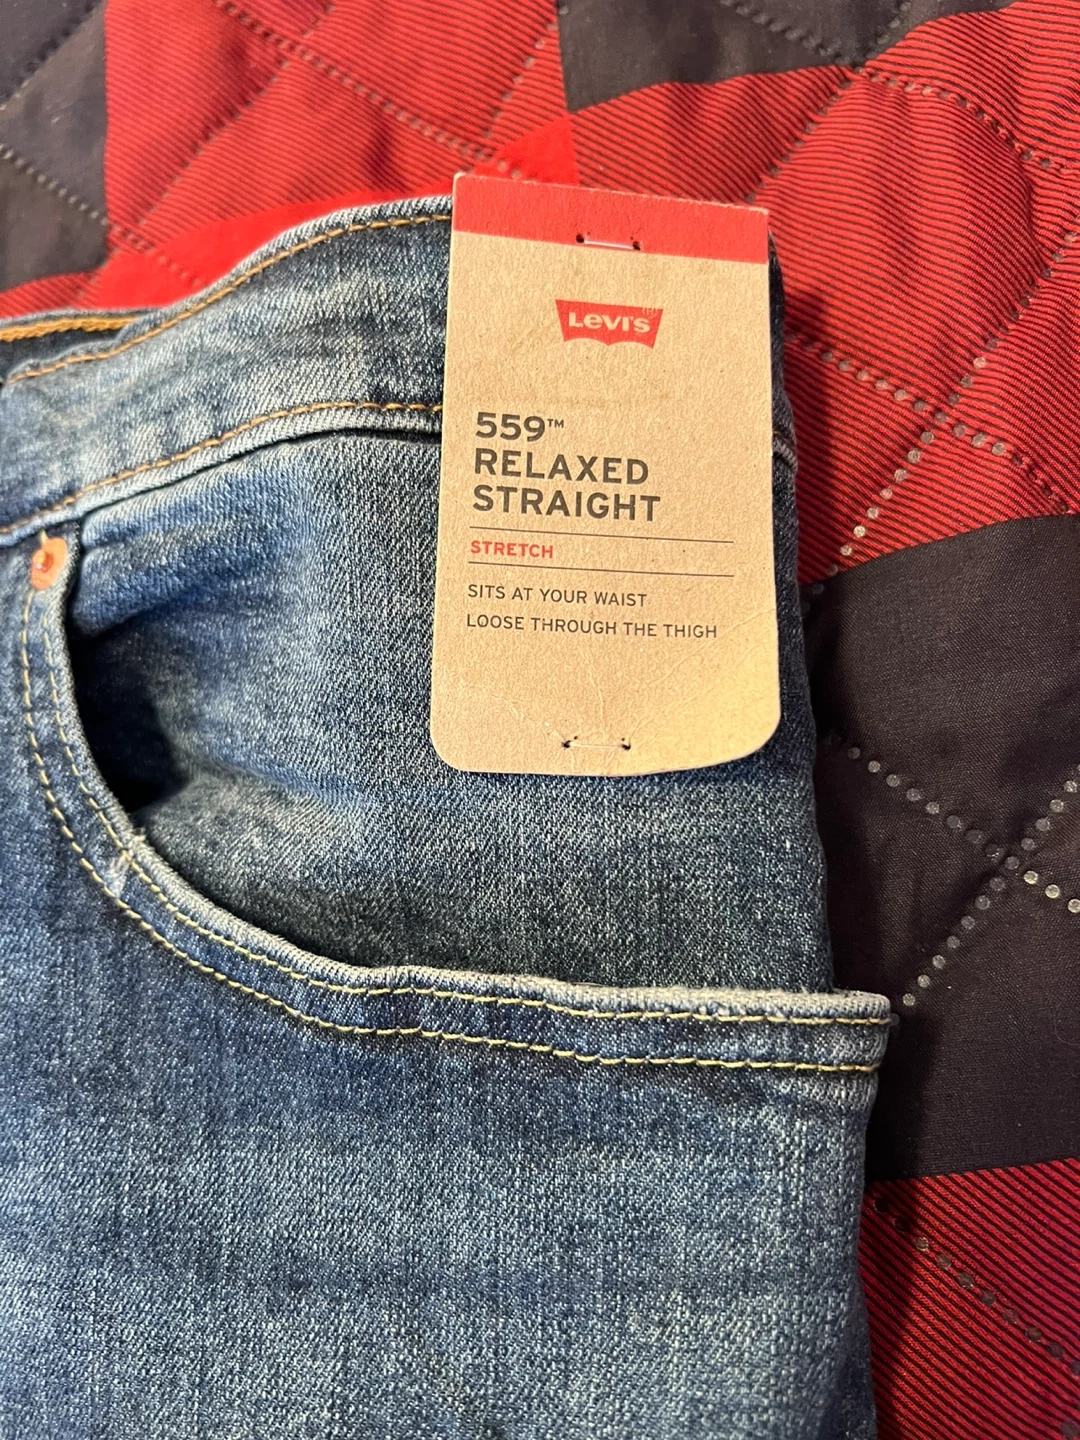 Levi's
559™
RELAXED
STRAIGHT
STRETCH
SITS AT YOUR WAIST
LOOSE THROUGH THE THIGH